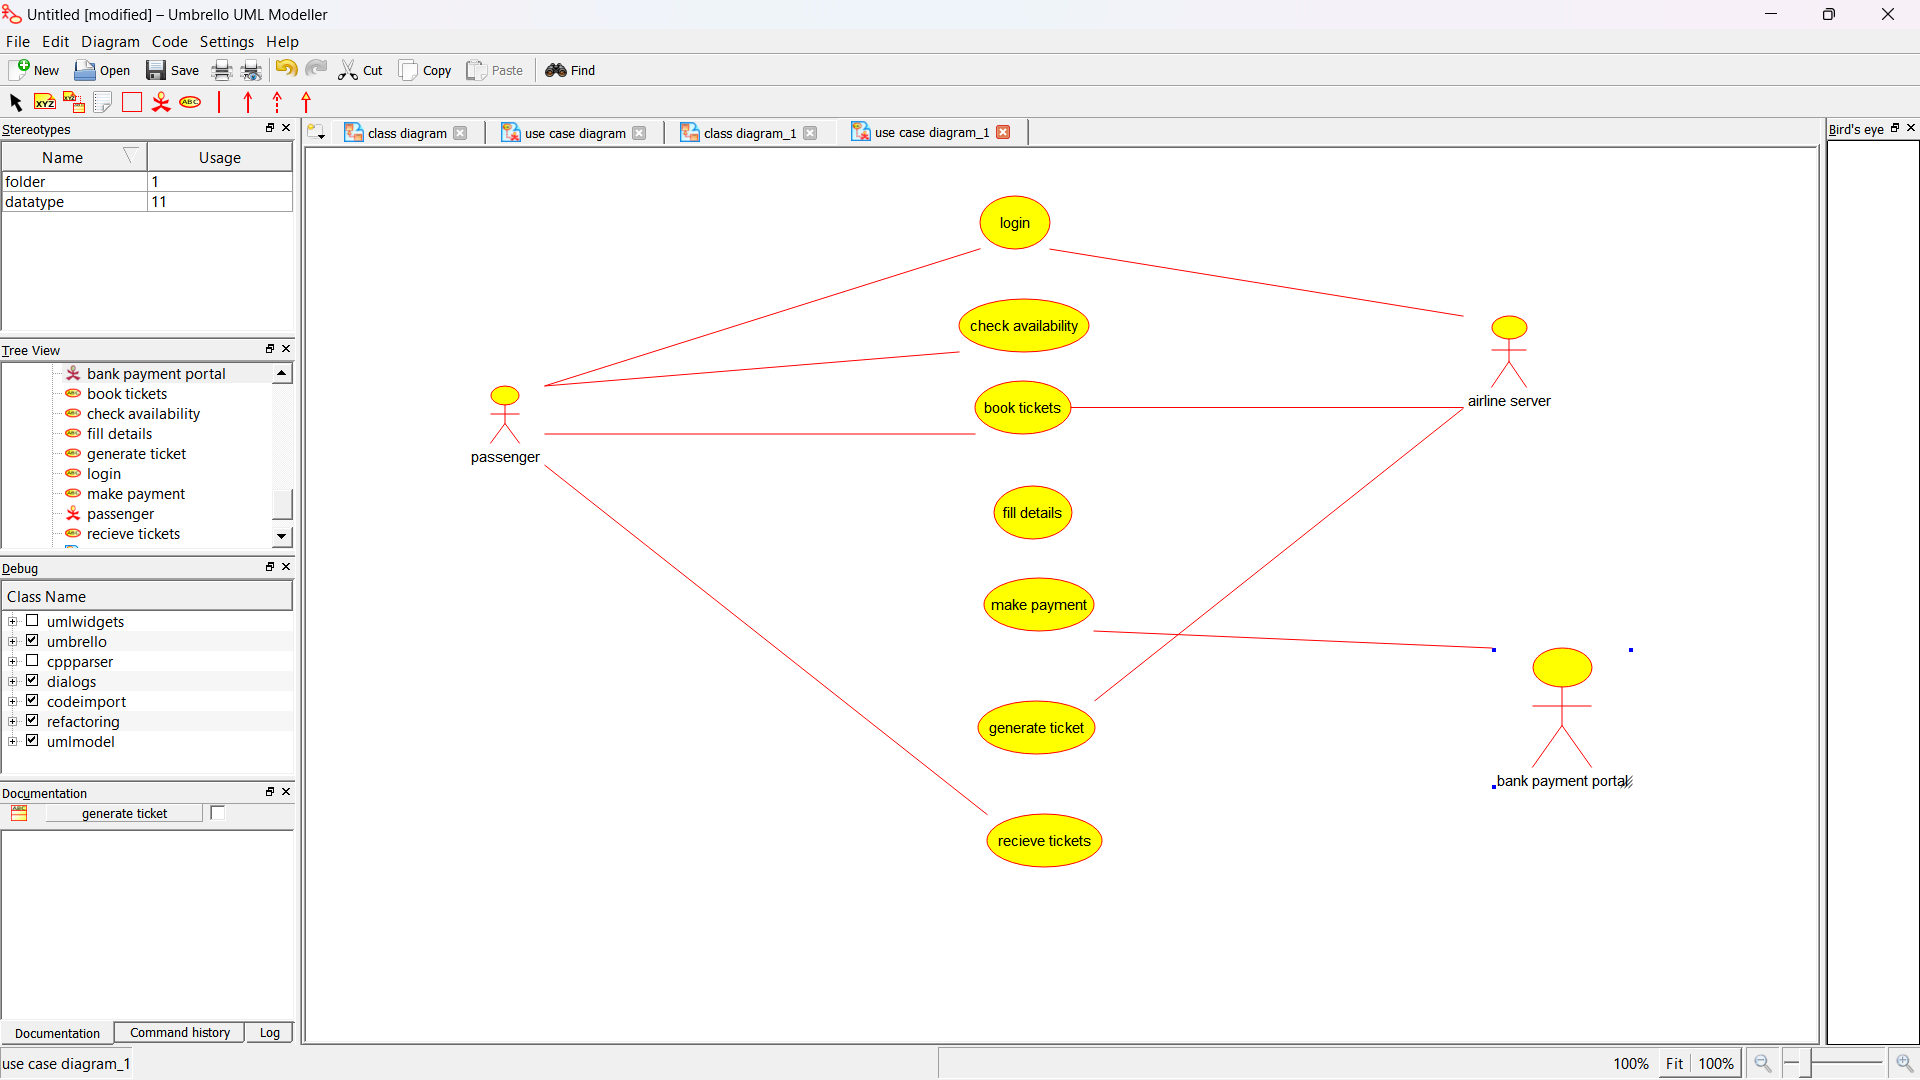 Untitled [modified] – Umbrello UML Modeller
File Edit Diagram Code Settings Help
New Open Save Cut Copy Paste Find
XYZ XYZ ABC
Stereotypes
Name Usage
folder 1
datatype 11
Tree View
bank payment portal
book tickets
check availability
fill details
generate ticket
login
make payment
passenger
recieve tickets
Debug
Class Name
umlwidgets
umbrello
cppparser
dialogs
codeimport
refactoring
umlmodel
Documentation
generate ticket
Documentation Command history Log
use case diagram_1
class diagram use case diagram class diagram_1 use case diagram_1
login
check availability
book tickets
airline server
passenger
fill details
make payment
generate ticket
bank payment portal
recieve tickets
Bird's eye
100% Fit 100%